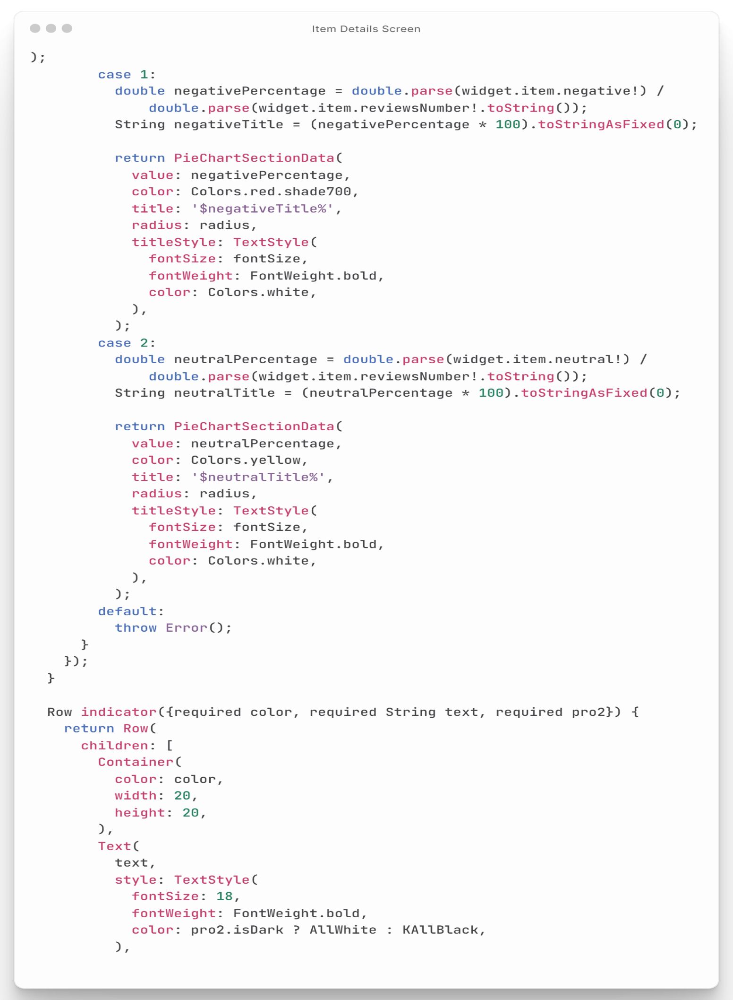 Item Details Screen
);
        case 1:
          double negativePercentage = double.parse(widget.item.negative!) /
              double.parse(widget.item.reviewsNumber!.toString());
          String negativeTitle = (negativePercentage * 100).toStringAsFixed(0);

          return PieChartSectionData(
            value: negativePercentage,
            color: Colors.red.shade700,
            title: '$negativeTitle%',
            radius: radius,
            titleStyle: TextStyle(
              fontSize: fontSize,
              fontWeight: FontWeight.bold,
              color: Colors.white,
            ),
          );
        case 2:
          double neutralPercentage = double.parse(widget.item.neutral!) /
              double.parse(widget.item.reviewsNumber!.toString());
          String neutralTitle = (neutralPercentage * 100).toStringAsFixed(0);

          return PieChartSectionData(
            value: neutralPercentage,
            color: Colors.yellow,
            title: '$neutralTitle%',
            radius: radius,
            titleStyle: TextStyle(
              fontSize: fontSize,
              fontWeight: FontWeight.bold,
              color: Colors.white,
            ),
          );
        default:
          throw Error();
      }
    });
  }

  Row indicator({required color, required String text, required pro2}) {
    return Row(
      children: [
        Container(
          color: color,
          width: 20,
          height: 20,
        ),
        Text(
          text,
          style: TextStyle(
            fontSize: 18,
            fontWeight: FontWeight.bold,
            color: pro2.isDark ? AllWhite : KAllBlack,
          ),